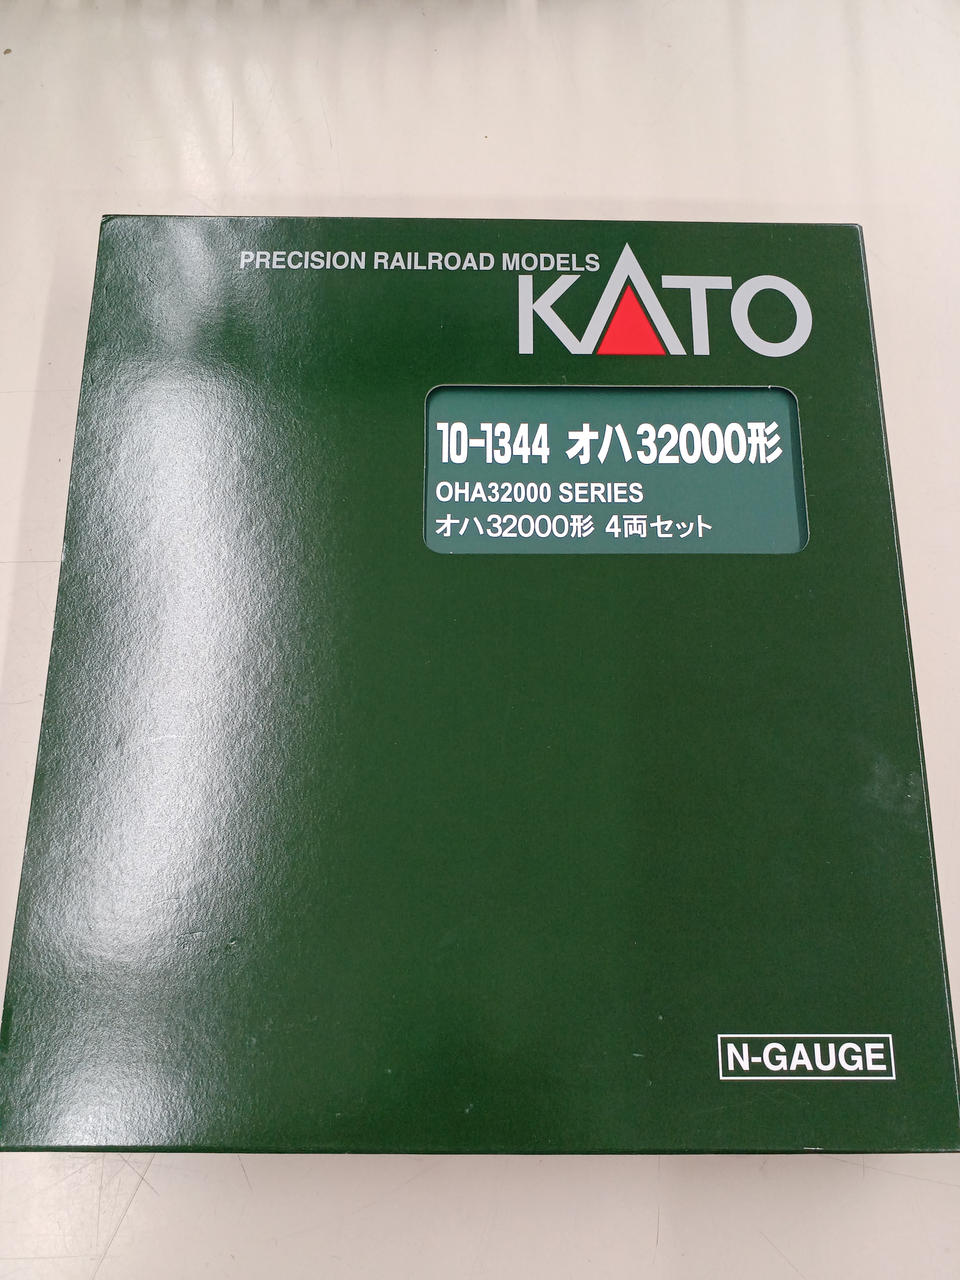 PRECISION RAILROAD MODELS
KATO
10-1344 オハ32000形
OHA32000 SERIES
オハ32000形 4両セット
N-GAUGE